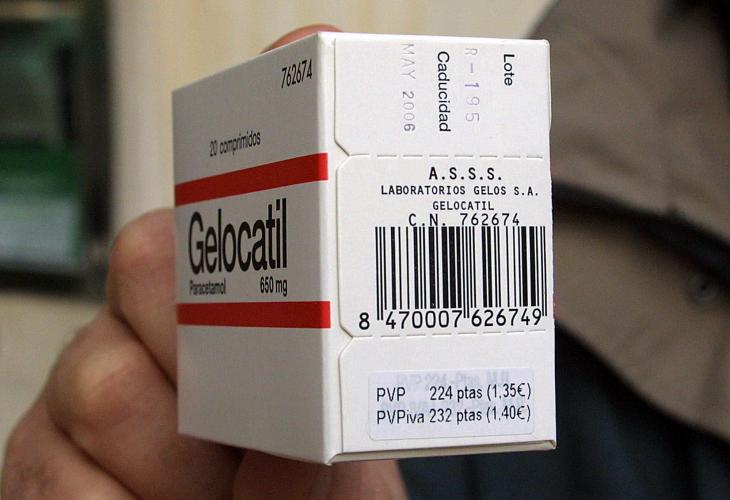 762674
20 comprimidos
Gelocatil
Paracetamol 650 mg
Lote
R-195
Caducidad
MAY 2006
A.S.S.S.
LABORATORIOS GELOS S.A.
GELOCATIL
C.N. 762674
8 470007 626749
PVP 224 ptas (1,35€)
PVPiva 232 ptas (1,40€)